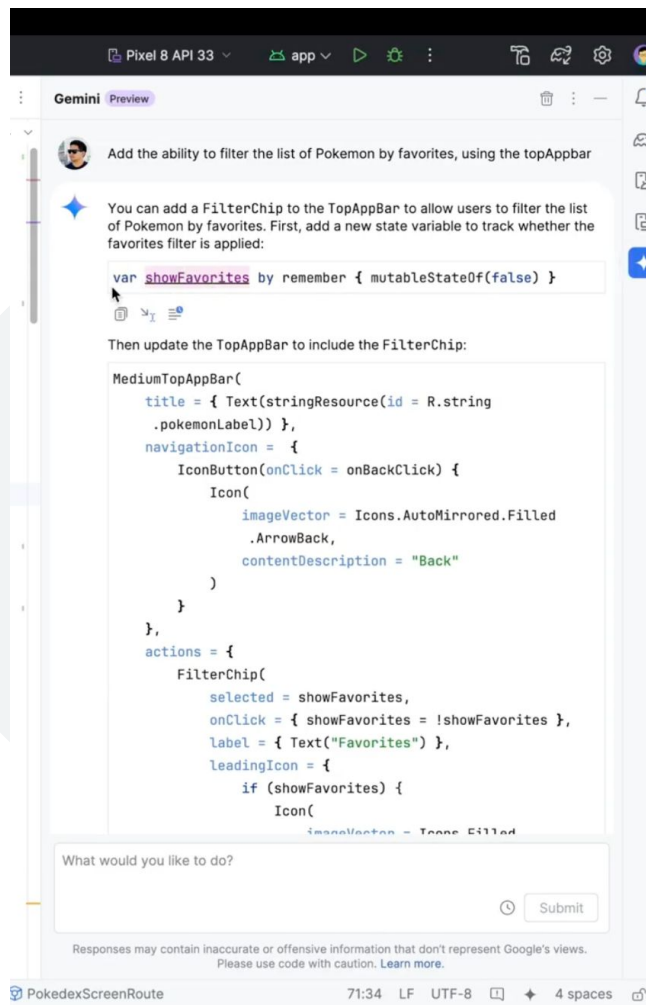 Pixel 8 API 33
app
Gemini Preview
Add the ability to filter the list of Pokemon by favorites, using the topAppbar
You can add a FilterChip to the TopAppBar to allow users to filter the list
of Pokemon by favorites. First, add a new state variable to track whether the
favorites filter is applied:
var showFavorites by remember { mutableStateOf(false) }
Then update the TopAppBar to include the FilterChip:
MediumTopAppBar(
title = { Text(stringResource(id = R.string
.pokemonLabel)) },
navigationIcon = {
IconButton(onClick = onBackClick) {
Icon(
imageVector = Icons.AutoMirrored.Filled
.ArrowBack,
contentDescription = "Back"
)
}
},
actions = {
FilterChip(
selected = showFavorites,
onClick = { showFavorites = !showFavorites },
label = { Text("Favorites") },
leadingIcon = {
if (showFavorites) {
Icon(
imageVector = Icons.Filled
What would you like to do?
Submit
Responses may contain inaccurate or offensive information that don't represent Google's views.
Please use code with caution. Learn more.
PokedexScreenRoute 71:34 LF UTF-8 4 spaces